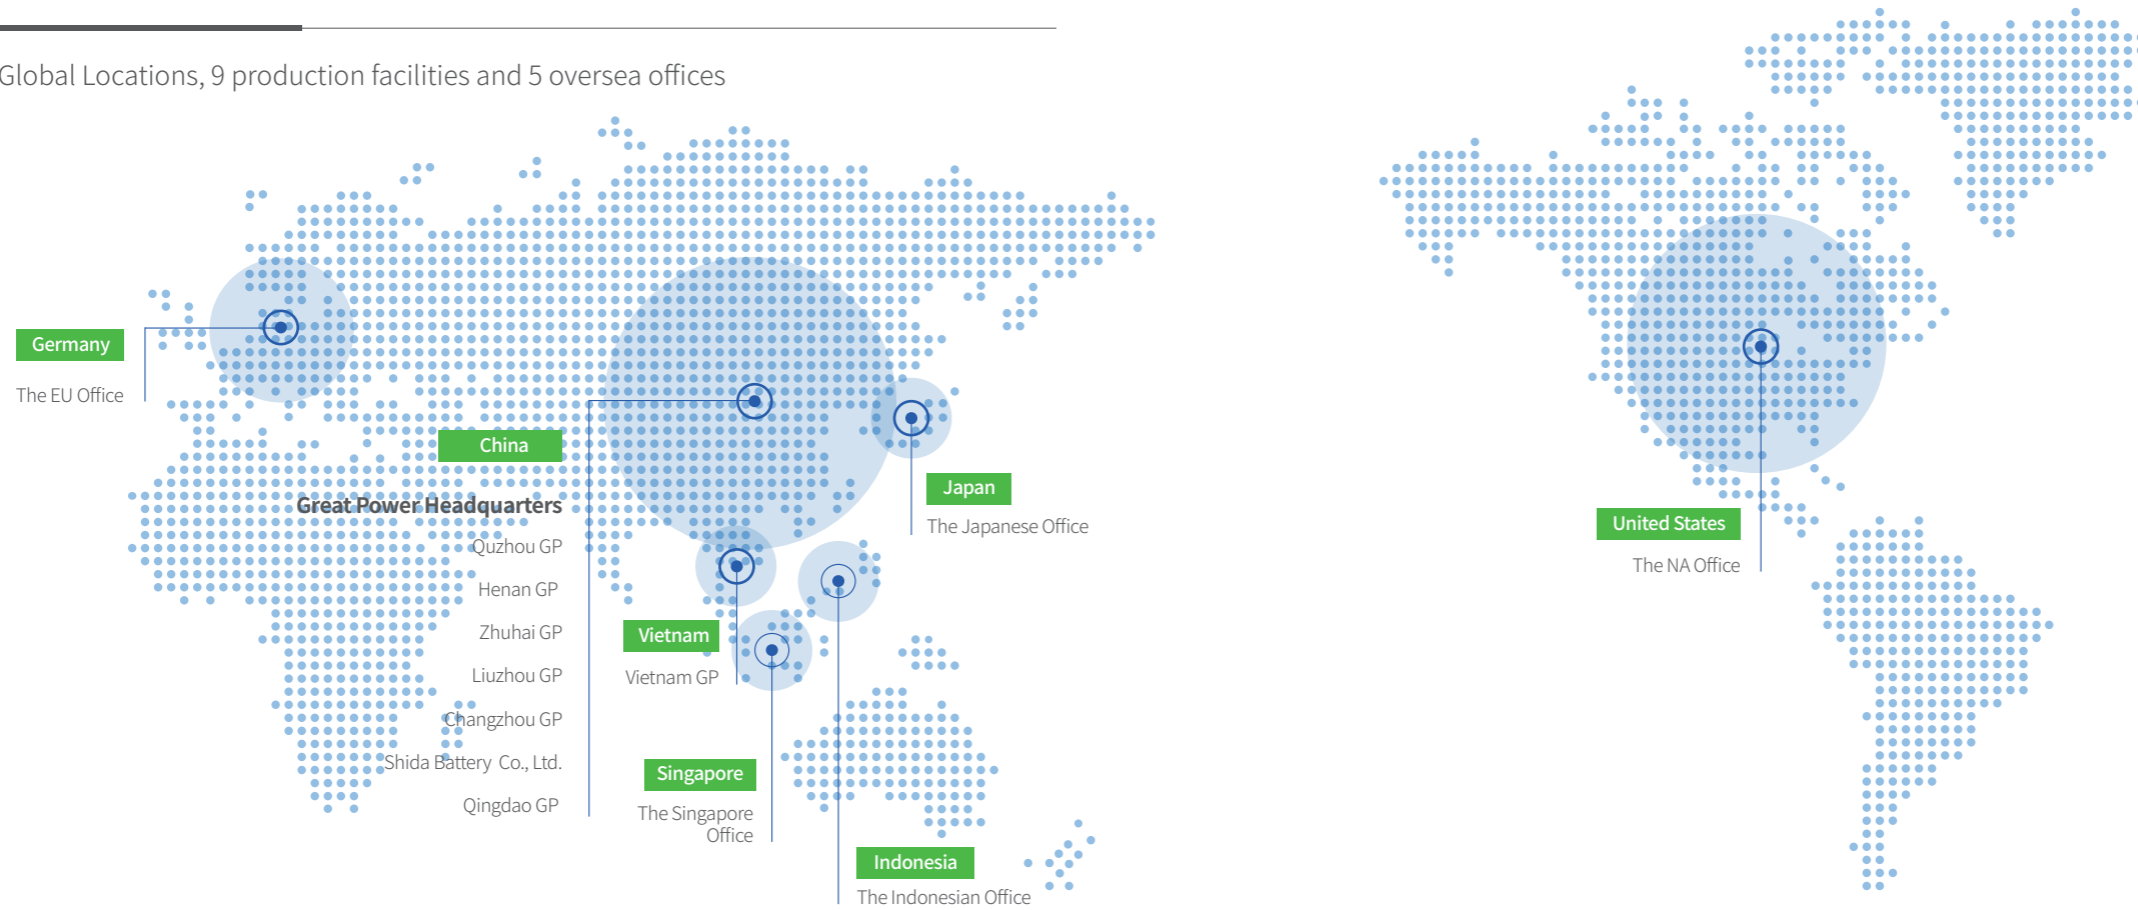 Global Locations, 9 production facilities and 5 oversea offices
Germany
The EU Office
China
Great Power Headquarters
Quzhou GP
Henan GP
Zhuhai GP
Liuzhou GP
Changzhou GP
Shida Battery Co., Ltd.
Qingdao GP
Vietnam
Vietnam GP
Singapore
The Singapore
Office
Indonesia
The Indonesian Office
Japan
The Japanese Office
United States
The NA Office